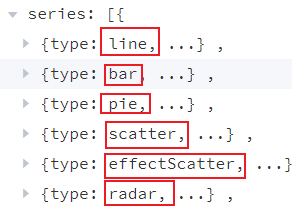 series: [{
{type: line, ...} ,
{type: bar, ...} ,
{type: pie, ...} ,
{type: scatter, ...} ,
{type: effectScatter, ...}
{type: radar, ...} ,